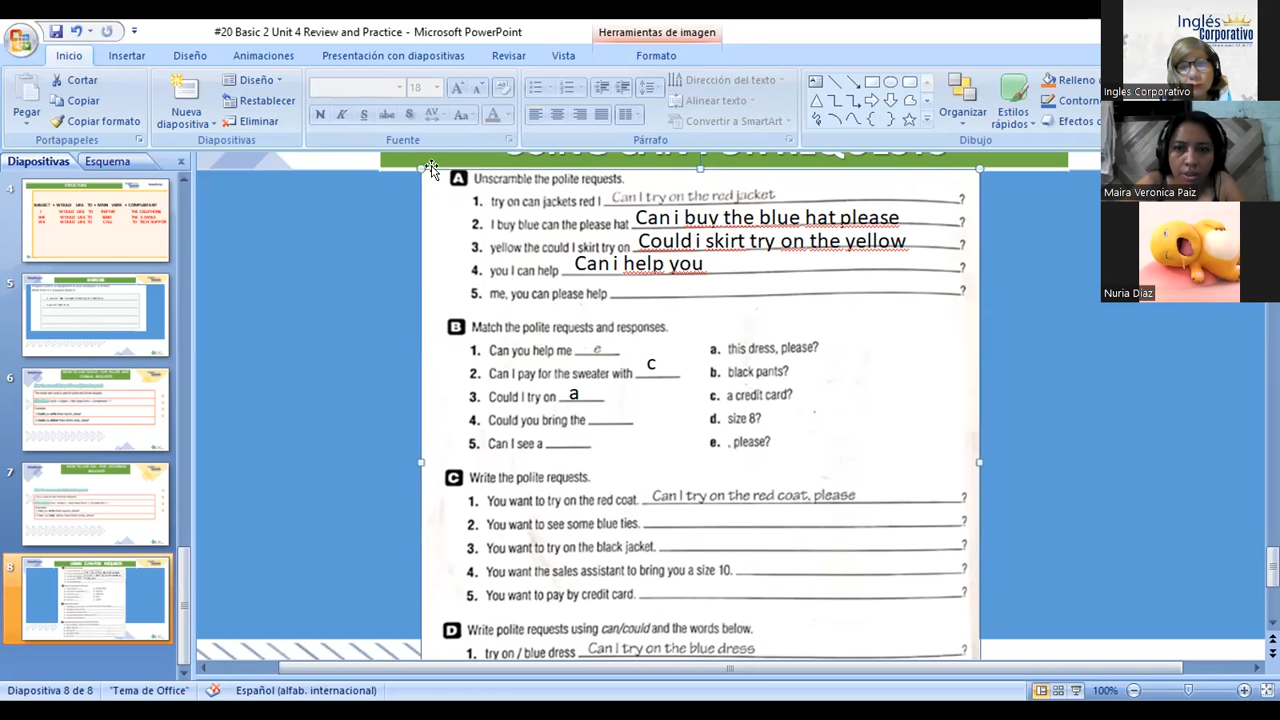 #20 Basic 2 Unit 4 Review and Practice - Microsoft PowerPoint
Herramientas de imagen
Inicio Insertar Diseño Animaciones Presentación con diapositivas Revisar Vista Formato
Pegar
Cortar
Copiar
Copiar formato
Portapapeles
Nueva diapositiva
Diseño
Restablecer
Eliminar
Diapositivas
18
Fuente
Párrafo
Dirección del texto
Alinear texto
Convertir a SmartArt
Organizar
Estilos rápidos
Relleno
Contorn
Efectos
Dibujo
Diapositivas Esquema
4
5
6
7
8
A Unscramble the polite requests.
1. try on can jackets red I Can I try on the red jacket ?
2. I buy blue can the please hat Can i buy the blue hat please ?
3. yellow the could I skirt try on Could i skirt try on the yellow ?
4. you I can help Can i help you ?
5. me, you can please help ?
B Match the polite requests and responses.
1. Can you help me e
2. Can I pay for the sweater with c
3. Could I try on a
4. Could you bring the
5. Can I see a
a. this dress, please?
b. black pants?
c. a credit card?
d. size 8?
e. , please?
C Write the polite requests.
1. You want to try on the red coat. Can I try on the red coat, please ?
2. You want to see some blue ties. ?
3. You want to try on the black jacket. ?
4. You want the sales assistant to bring you a size 10. ?
5. You want to pay by credit card. ?
D Write polite requests using can/could and the words below.
1. try on / blue dress Can I try on the blue dress ?
Inglés
Corporativo
Ingles Corporativo
Maira Veronica Paiz
Nuria Diaz
Diapositiva 8 de 8 "Tema de Office" Español (alfab. internacional) 100%